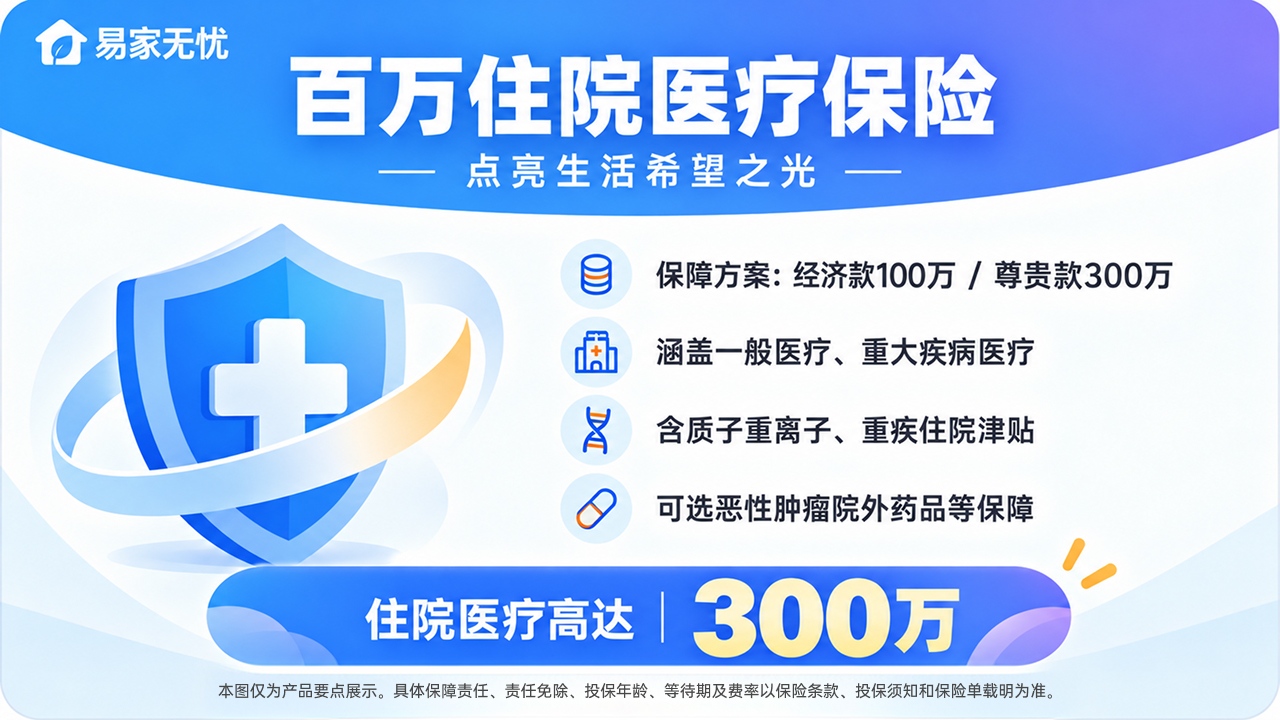 易家无忧
百万住院医疗保险
点亮生活希望之光
保障方案: 经济款100万 / 尊贵款300万
涵盖一般医疗、重大疾病医疗
含质子重离子、重疾住院津贴
可选恶性肿瘤院外药品等保障
住院医疗高达 300万
本图仅为产品要点展示。具体保障责任、责任免除、投保年龄、等待期及费率以保险条款、投保须知和保险单载明为准。